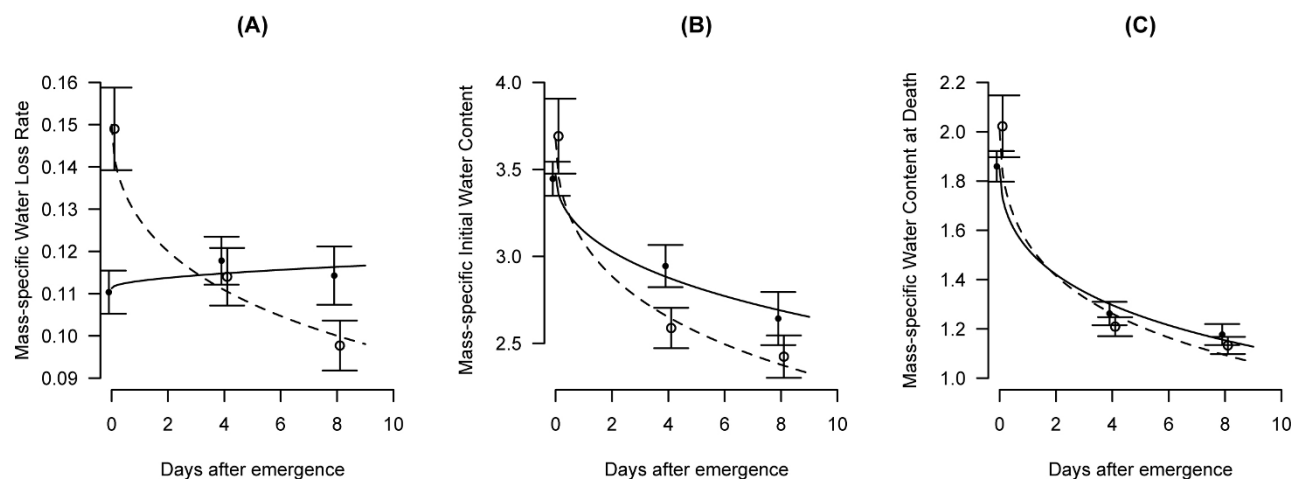 (A)
Mass-specific Water Loss Rate
0.16
0.15
0.14
0.13
0.12
0.11
0.10
0.09
0 2 4 6 8 10
Days after emergence
(B)
Mass-specific Initial Water Content
4.0
3.5
3.0
2.5
0 2 4 6 8 10
Days after emergence
(C)
Mass-specific Water Content at Death
2.2
2.0
1.8
1.6
1.4
1.2
1.0
0 2 4 6 8 10
Days after emergence